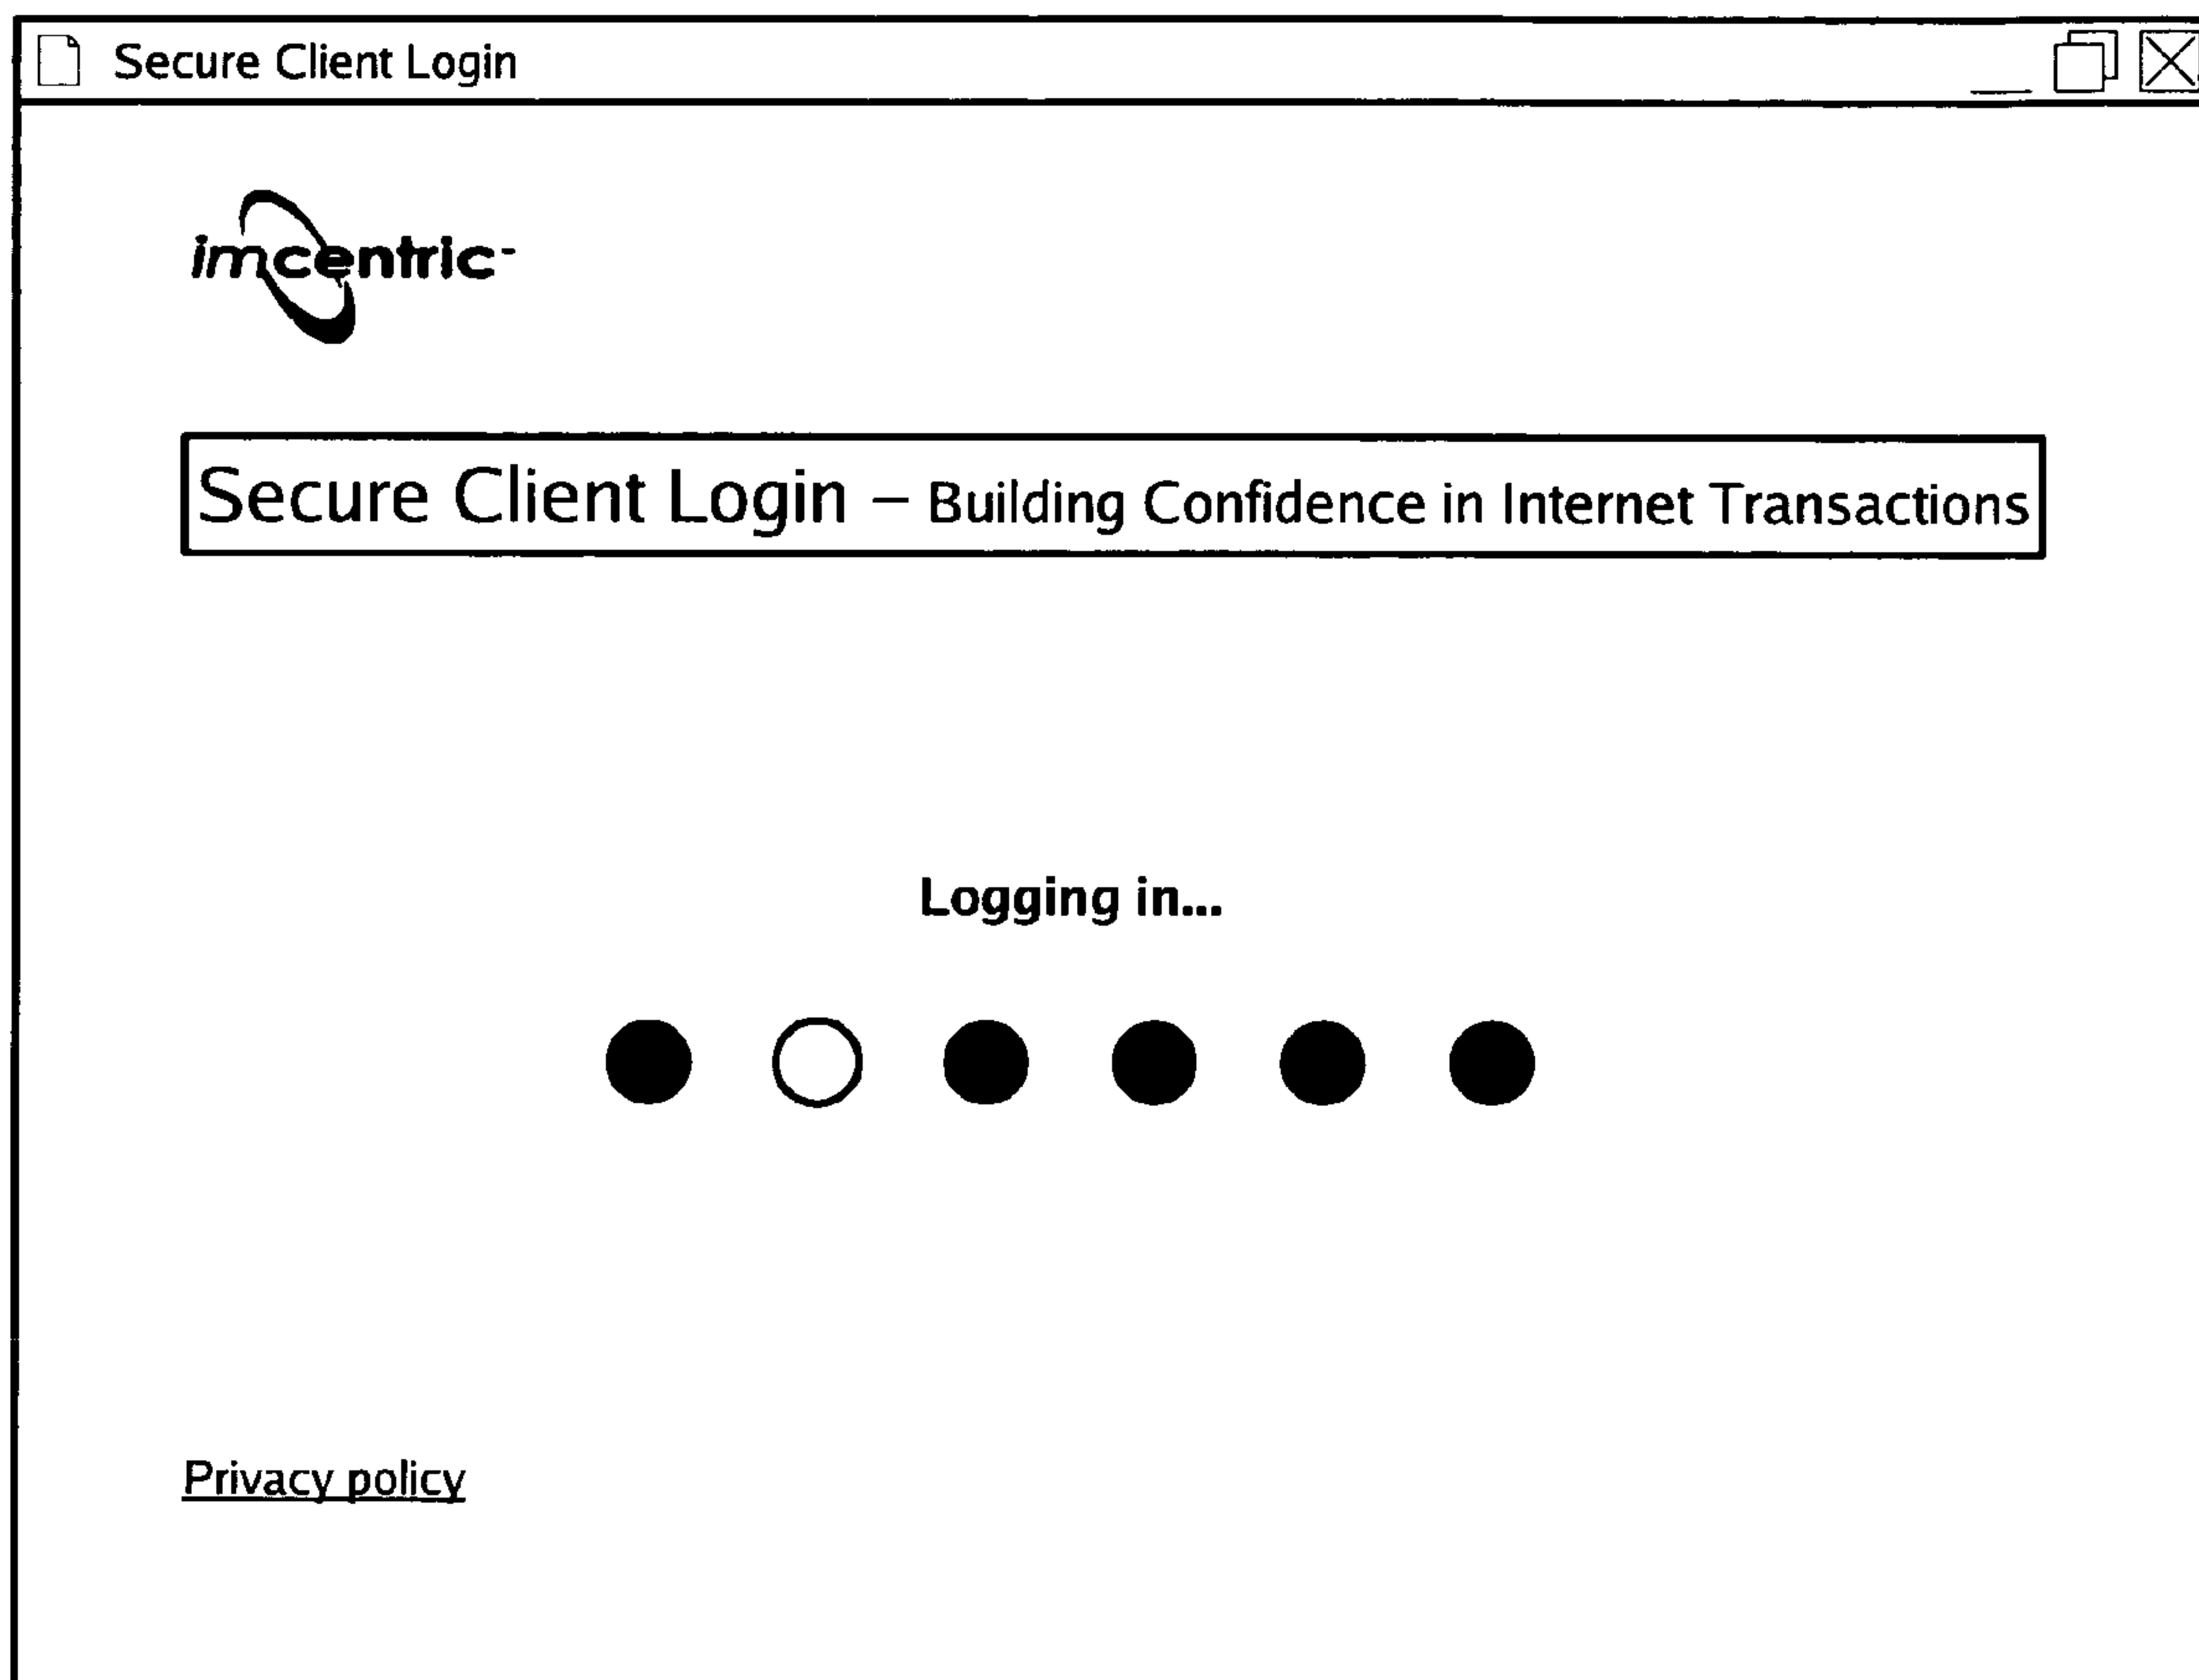 Secure Client Login
imcentric
Secure Client Login – Building Confidence in Internet Transactions
Logging in...
Privacy policy